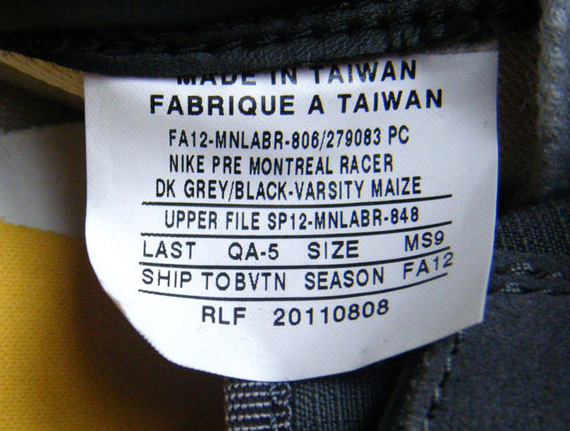 MADE IN TAIWAN
FABRIQUE A TAIWAN
FA12-MNLABR-806/279083 PC
NIKE PRE MONTREAL RACER
DK GREY/BLACK-VARSITY MAIZE
UPPER FILE SP12-MNLABR-848
LAST QA-5 SIZE MS9
SHIP TOBVTN SEASON FA12
RLF 20110808